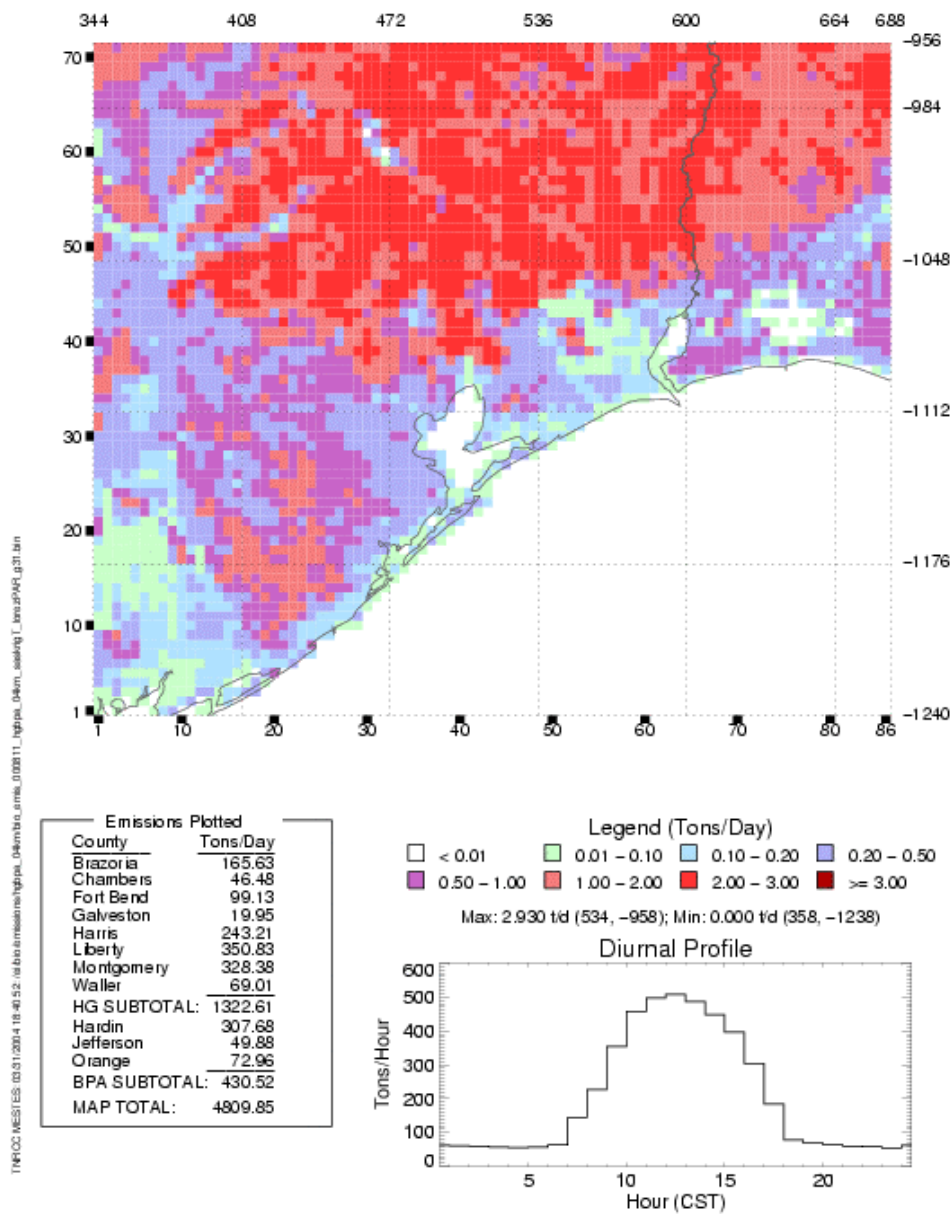 344 408 472 536 600 664 688
70 −956
−984
60
50
−1048
40
−1112
30
20
−1176
10
1 −1240
1 10 20 30 40 50 60 70 80 86
Emissions Plotted
County Tons/Day
Brazoria 165.63
Chambers 46.48
Fort Bend 99.13
Galveston 19.95
Harris 243.21
Liberty 350.83
Montgomery 328.38
Waller 69.01
HG SUBTOTAL: 1322.61
Hardin 307.68
Jefferson 49.88
Orange 72.96
BPA SUBTOTAL: 430.52
MAP TOTAL: 4809.85
Legend (Tons/Day)
< 0.01 0.01 − 0.10 0.10 − 0.20 0.20 − 0.50
0.50 − 1.00 1.00 − 2.00 2.00 − 3.00 >= 3.00
Max: 2.930 t/d (534, −958); Min: 0.000 t/d (358, −1238)
Diurnal Profile
600
500
400
300
200
100
0
Tons/Hour
5 10 15 20
Hour (CST)